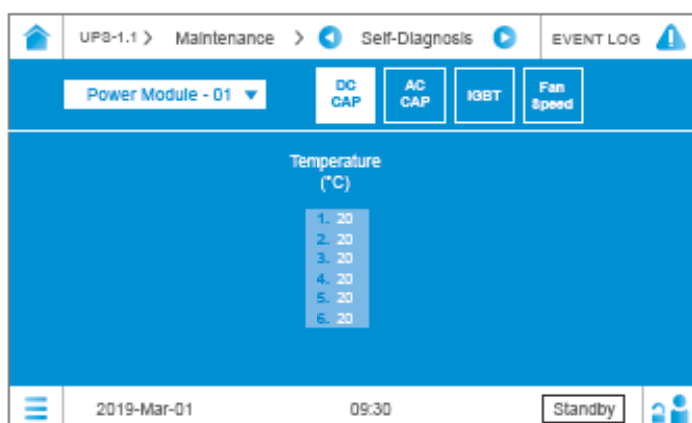 UPS-1.1 > Maintenance > Self-Diagnosis EVENT LOG
Power Module - 01 ▼
DC CAP
AC CAP
IGBT
Fan Speed
Temperature
(°C)
1. 20
2. 20
3. 20
4. 20
5. 20
6. 20
2019-Mar-01 09:30 Standby